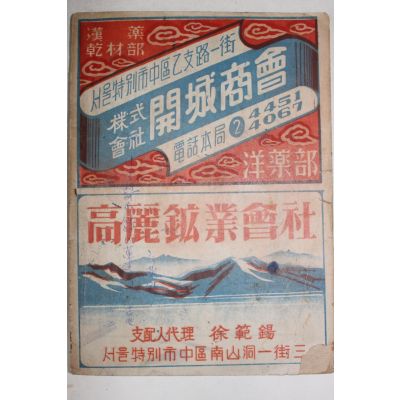 漢藥
乾材部
서울特別市中區乙支路一街
株式會社 開城商會
電話本局② 4451
4067
洋藥部
高麗鉱業會社
支配人代理 徐範錫
서울特別市中區南山洞一街三